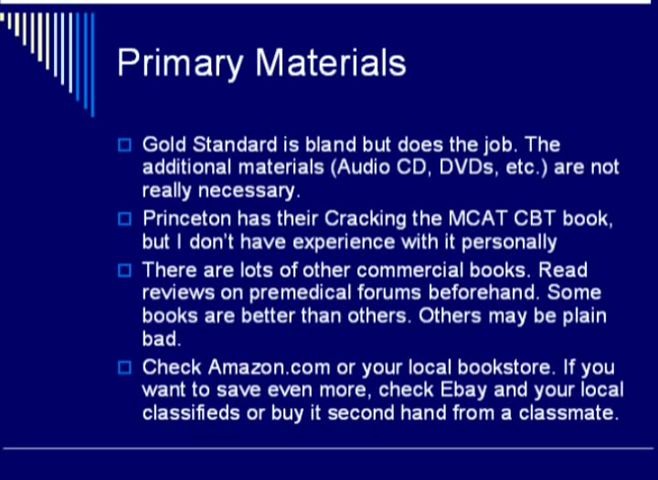 Primary Materials
Gold Standard is bland but does the job. The
additional materials (Audio CD, DVDs, etc.) are not
really necessary.
Princeton has their Cracking the MCAT CBT book,
but I don't have experience with it personally
There are lots of other commercial books. Read
reviews on premedical forums beforehand. Some
books are better than others. Others may be plain
bad.
Check Amazon.com or your local bookstore. If you
want to save even more, check Ebay and your local
classifieds or buy it second hand from a classmate.